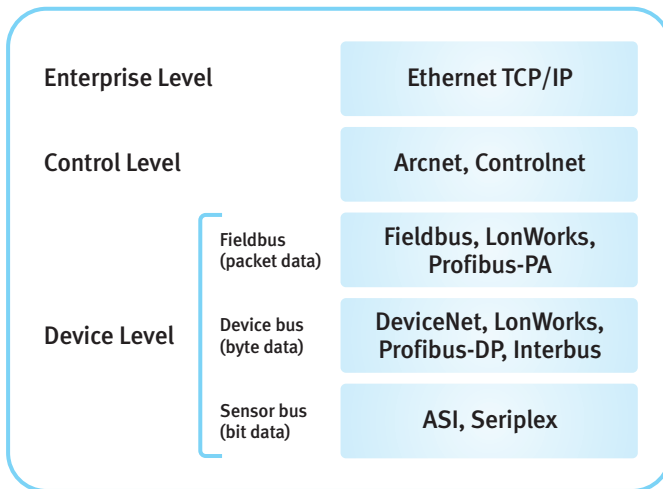 Enterprise Level
Ethernet TCP/IP
Control Level
Arcnet, Controlnet
Device Level
Fieldbus
(packet data)
Fieldbus, LonWorks,
Profibus-PA
Device bus
(byte data)
DeviceNet, LonWorks,
Profibus-DP, Interbus
Sensor bus
(bit data)
ASI, Seriplex